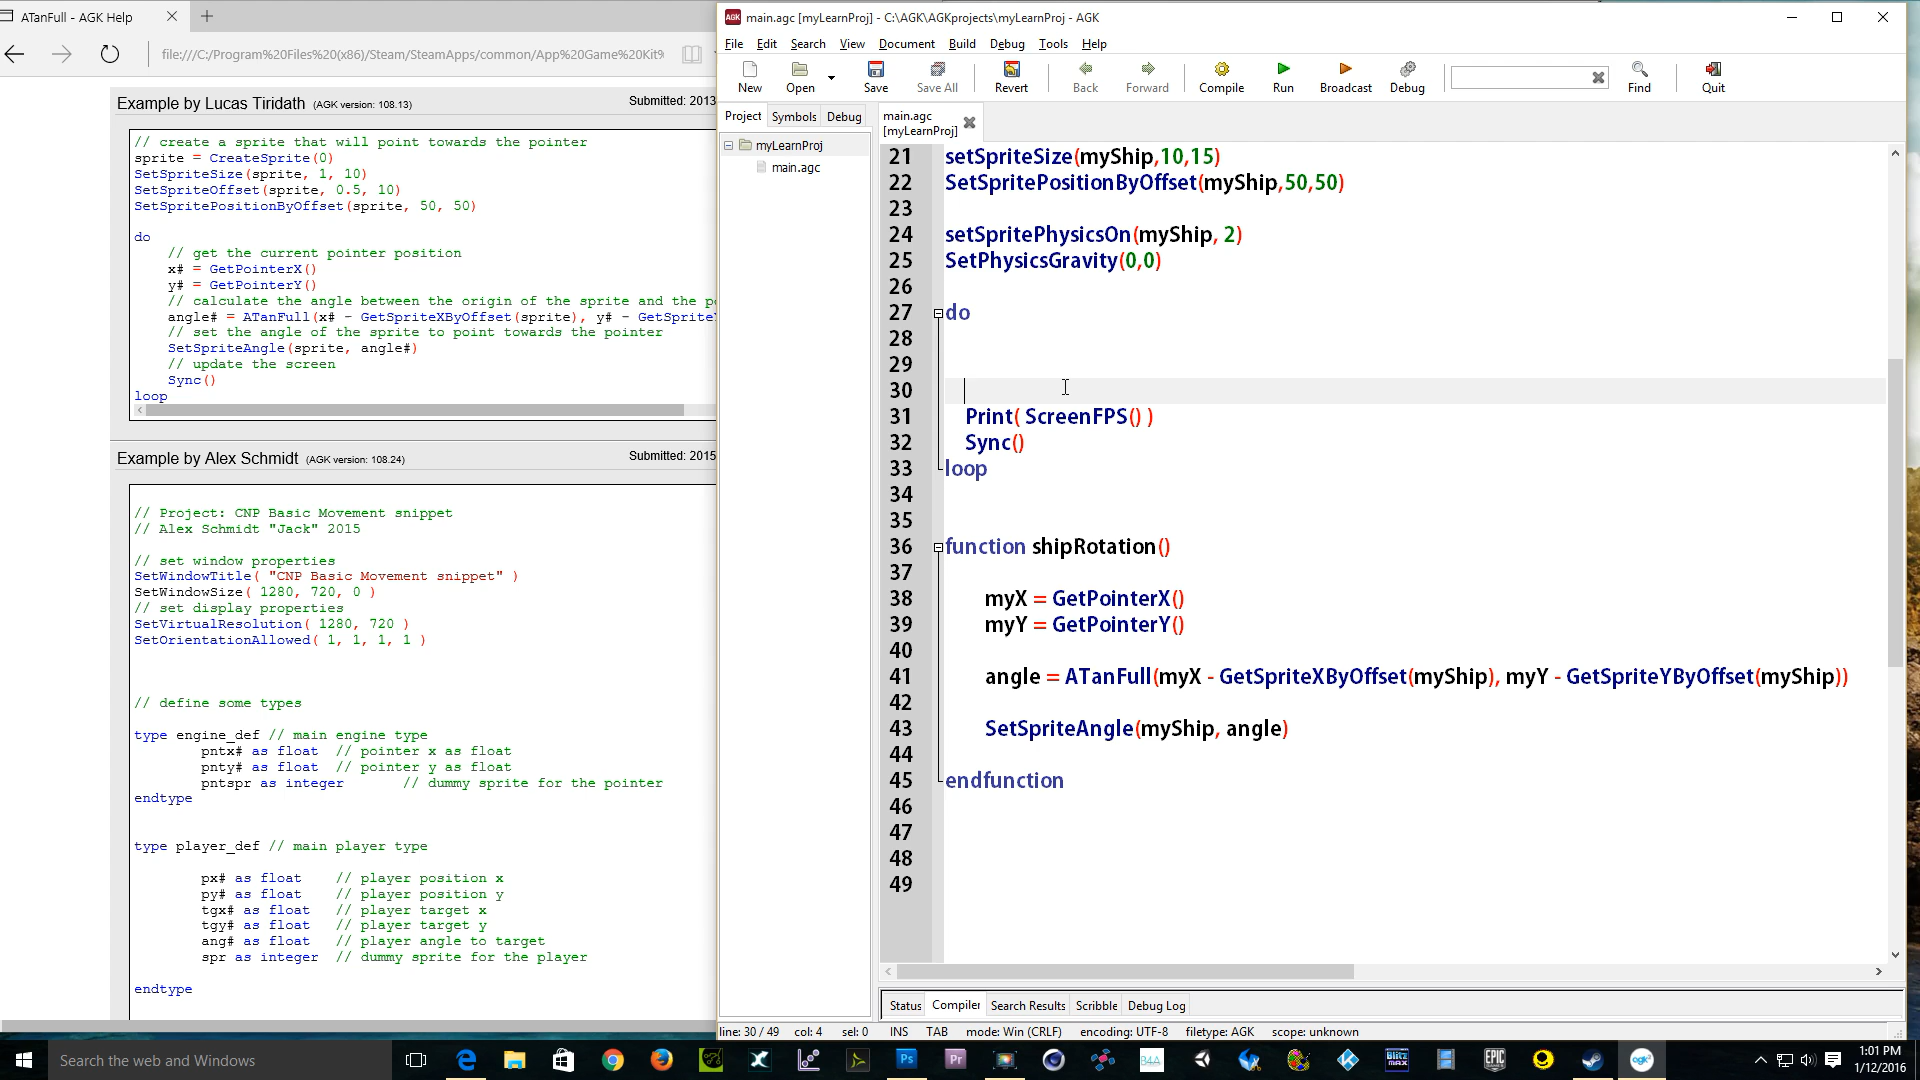 ATanFull - AGK Help
file:///C:/Program%20Files%20(x86)/Steam/SteamApps/common/App%20Game%20Kit%
Example by Lucas Tiridath (AGK version: 108.13) Submitted: 2013
// create a sprite that will point towards the pointer
sprite = CreateSprite(0)
SetSpriteSize(sprite, 1, 10)
SetSpriteOffset(sprite, 0.5, 10)
SetSpritePositionByOffset(sprite, 50, 50)
do
// get the current pointer position
x# = GetPointerX()
y# = GetPointerY()
// calculate the angle between the origin of the sprite and the p
angle# = ATanFull(x# - GetSpriteXByOffset(sprite), y# - GetSprite
// set the angle of the sprite to point towards the pointer
SetSpriteAngle(sprite, angle#)
// update the screen
Sync()
loop
Example by Alex Schmidt (AGK version: 108.24) Submitted: 2015
// Project: CNP Basic Movement snippet
// Alex Schmidt "Jack" 2015
// set window properties
SetWindowTitle( "CNP Basic Movement snippet" )
SetWindowSize( 1280, 720, 0 )
// set display properties
SetVirtualResolution( 1280, 720 )
SetOrientationAllowed( 1, 1, 1, 1 )
// define some types
type engine_def // main engine type
pntx# as float // pointer x as float
pnty# as float // pointer y as float
pntspr as integer // dummy sprite for the pointer
endtype
type player_def // main player type
px# as float // player position x
py# as float // player position y
tgx# as float // player target x
tgy# as float // player target y
ang# as float // player angle to target
spr as integer // dummy sprite for the player
endtype
AGK main.agc [myLearnProj] - C:\AGK\AGKprojects\myLearnProj - AGK
File Edit Search View Document Build Debug Tools Help
New Open Save Save All Revert Back Forward Compile Run Broadcast Debug Find Quit
Project Symbols Debug
myLearnProj
main.agc
main.agc
[myLearnProj]
21 setSpriteSize(myShip,10,15)
22 SetSpritePositionByOffset(myShip,50,50)
23
24 setSpritePhysicsOn(myShip, 2)
25 SetPhysicsGravity(0,0)
26
27 do
28
29
30
31 Print( ScreenFPS() )
32 Sync()
33 loop
34
35
36 function shipRotation()
37
38 myX = GetPointerX()
39 myY = GetPointerY()
40
41 angle = ATanFull(myX - GetSpriteXByOffset(myShip), myY - GetSpriteYByOffset(myShip))
42
43 SetSpriteAngle(myShip, angle)
44
45 endfunction
46
47
48
49
Status Compiler Search Results Scribble Debug Log
line: 30 / 49 col: 4 sel: 0 INS TAB mode: Win (CRLF) encoding: UTF-8 filetype: AGK scope: unknown
Search the web and Windows
Ps Pr B4A Blitz MAX EPIC GAMES agk2
1:01 PM
1/12/2016